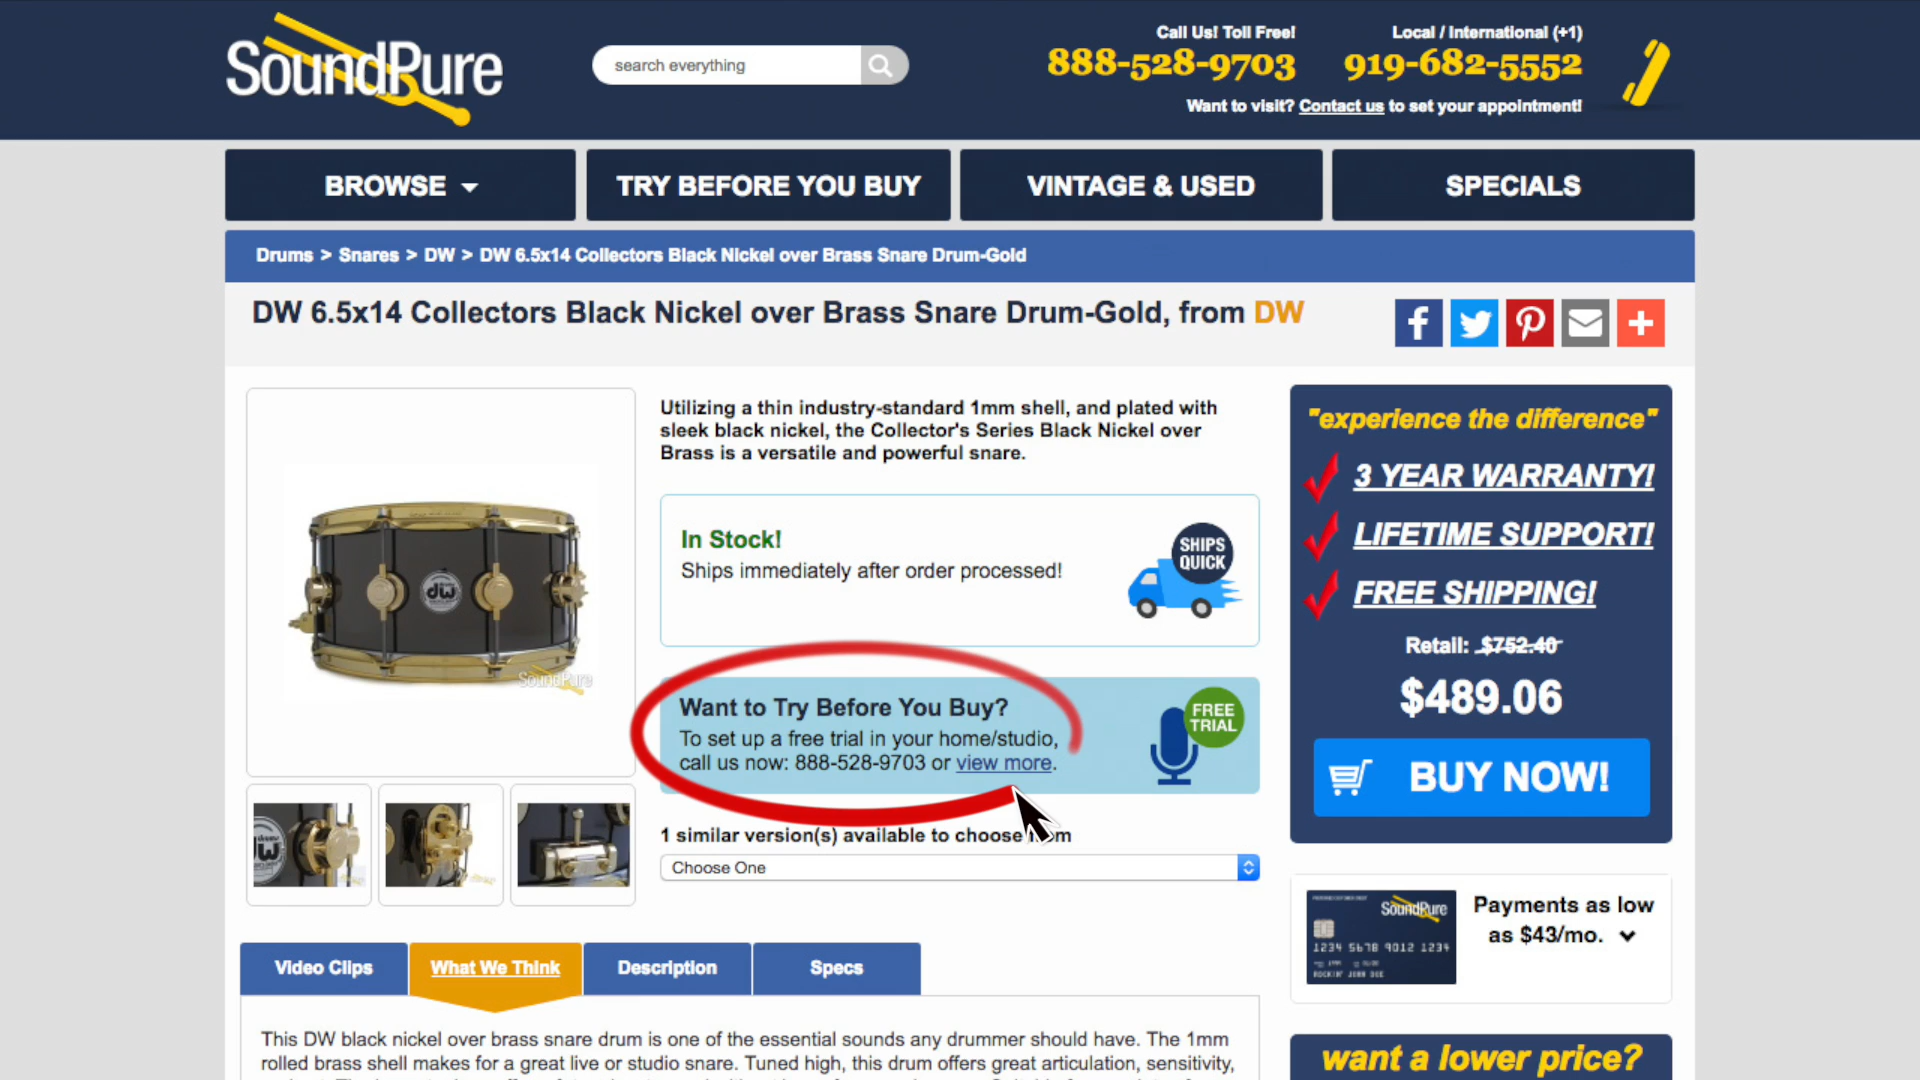 SoundPure
search everything
Call Us! Toll Free!
888-528-9703
Local / International (+1)
919-682-5552
Want to visit? Contact us to set your appointment!
BROWSE
TRY BEFORE YOU BUY
VINTAGE & USED
SPECIALS
Drums > Snares > DW > DW 6.5x14 Collectors Black Nickel over Brass Snare Drum-Gold
DW 6.5x14 Collectors Black Nickel over Brass Snare Drum-Gold, from DW
Utilizing a thin industry-standard 1mm shell, and plated with
sleek black nickel, the Collector's Series Black Nickel over
Brass is a versatile and powerful snare.
In Stock!
Ships immediately after order processed!
SHIPS
QUICK
dw
SoundPure
Want to Try Before You Buy?
To set up a free trial in your home/studio,
call us now: 888-528-9703 or view more.
FREE
TRIAL
1 similar version(s) available to choose
Choose One
"experience the difference"
3 YEAR WARRANTY!
LIFETIME SUPPORT!
FREE SHIPPING!
Retail: $752.40
$489.06
BUY NOW!
SoundPure
1234 5678 9012 1234
ROCKIN' JOHN DOE
Payments as low
as $43/mo.
want a lower price?
Video Clips
What We Think
Description
Specs
This DW black nickel over brass snare drum is one of the essential sounds any drummer should have. The 1mm
rolled brass shell makes for a great live or studio snare. Tuned high, this drum offers great articulation, sensitivity,